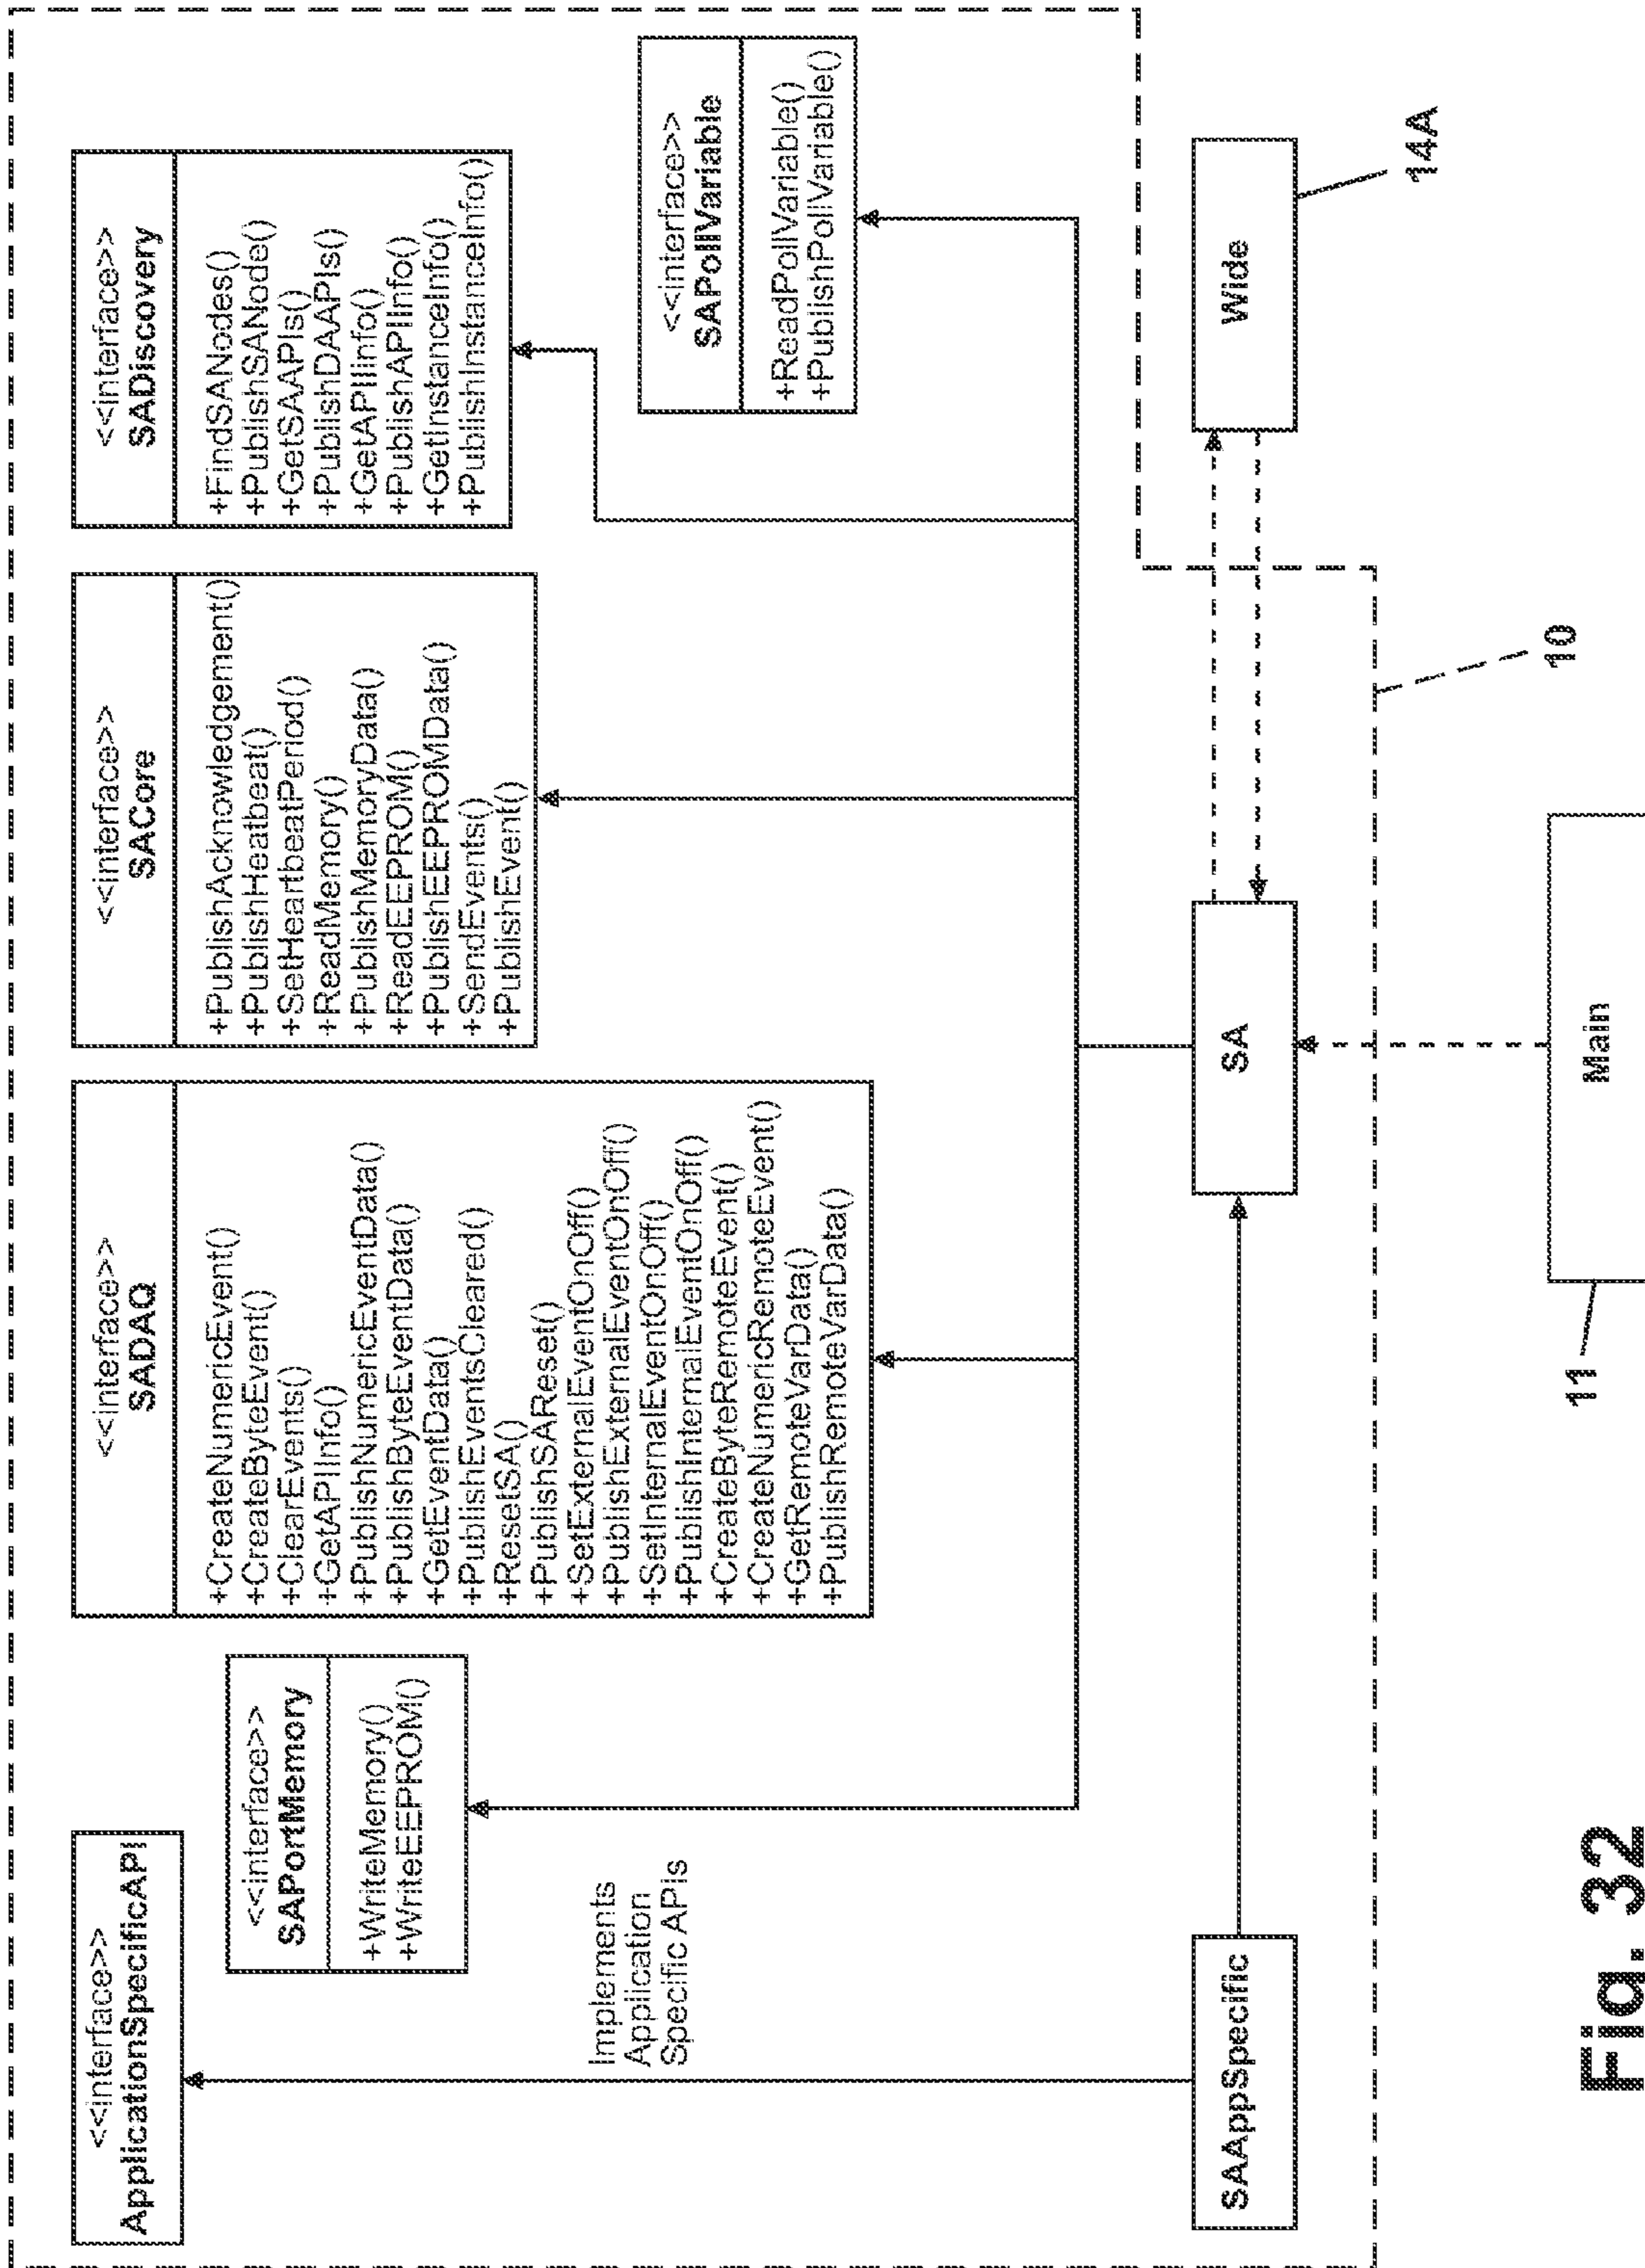 <<interface>>
ApplicationSpecificAPI
<<interface>>
SAPortMemory
+WriteMemory()
+WriteEEPROM()
<<interface>>
SADAQ
+CreateNumericEvent()
+CreateByteEvent()
+ClearEvents()
+GetAPIInfo()
+PublishNumericEventData()
+PublishByteEventData()
+GetEventData()
+PublishEventsCleared()
+ResetSA()
+PublishSAReset()
+SetExternalEventOnOff()
+PublishExternalEventOnOff()
+SetInternalEventOnOff()
+PublishInternalEventOnOff()
+CreateByteRemoteEvent()
+CreateNumericRemoteEvent()
+GetRemoteVarData()
+PublishRemoteVarData()
<<interface>>
SACore
+PublishAcknowledgement()
+PublishHeatbeat()
+SetHeartbeatPeriod()
+ReadMemory()
+PublishMemoryData()
+ReadEEPROM()
+PublishEEPROMData()
+SendEvents()
+PublishEvent()
<<interface>>
SADiscovery
+FindSANodes()
+PublishSANode()
+GetSAAPIs()
+PublishDAAPIs()
+GetAPIInfo()
+PublishAPIInfo()
+GetInstanceInfo()
+PublishInstanceInfo()
<<interface>>
SAPollVariable
+ReadPollVariable()
+PublishPollVariable()
Implements
Application
Specific APIs
SAAppSpecific
SA
Wide
14A
10
Main
11
Fig. 32